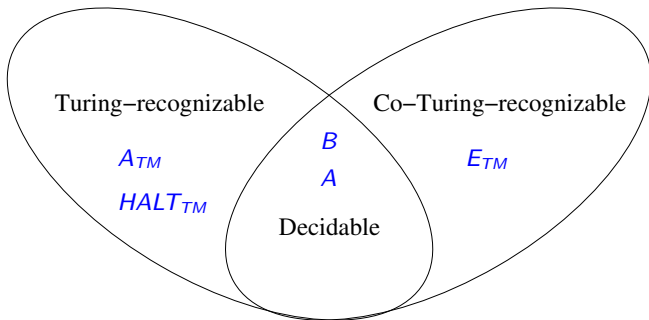 Turing−recognizable
Co−Turing−recognizable
B
A_TM
E_TM
A
HALT_TM
Decidable